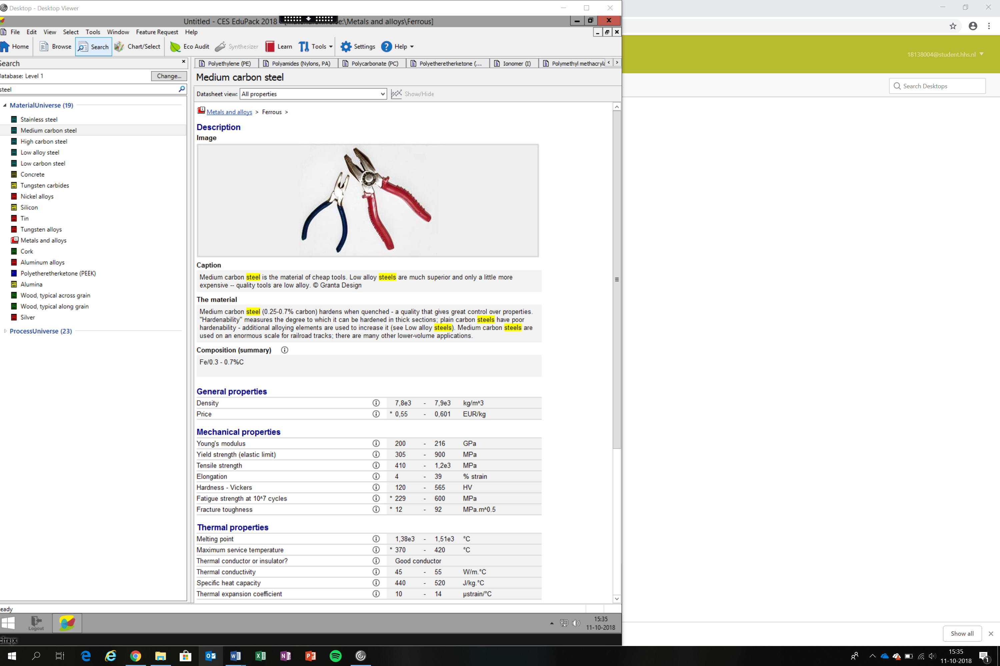 Desktop - Desktop Viewer
Untitled - CES EduPack 2018
e:\Metals and alloys\Ferrous]
File Edit View Select Tools Window Feature Request Help
Home Browse Search Chart/Select Eco Audit Synthesizer Learn Tools Settings Help
Search
Database: Level 1 Change...
steel
MaterialUniverse (19)
Stainless steel
Medium carbon steel
High carbon steel
Low alloy steel
Low carbon steel
Concrete
Tungsten carbides
Nickel alloys
Silicon
Tin
Tungsten alloys
Metals and alloys
Cork
Aluminum alloys
Polyetheretherketone (PEEK)
Alumina
Wood, typical across grain
Wood, typical along grain
Silver
ProcessUniverse (23)
Polyethylene (PE) Polyamides (Nylons, PA) Polycarbonate (PC) Polyetheretherketone (... Ionomer (I) Polymethyl methacryla
Medium carbon steel
Datasheet view: All properties Show/Hide
Metals and alloys > Ferrous >
Description
Image
Caption
Medium carbon steel is the material of cheap tools. Low alloy steels are much superior and only a little more
expensive -- quality tools are low alloy. © Granta Design
The material
Medium carbon steel (0.25-0.7% carbon) hardens when quenched - a quality that gives great control over properties.
"Hardenability" measures the degree to which it can be hardened in thick sections; plain carbon steels have poor
hardenability - additional alloying elements are used to increase it (see Low alloy steels). Medium carbon steels are
used on an enormous scale for railroad tracks; there are many other lower-volume applications.
Composition (summary)
Fe/0.3 - 0.7%C
General properties
Density 7,8e3 - 7,9e3 kg/m^3
Price * 0,55 - 0,601 EUR/kg
Mechanical properties
Young's modulus 200 - 216 GPa
Yield strength (elastic limit) 305 - 900 MPa
Tensile strength 410 - 1,2e3 MPa
Elongation 4 - 39 % strain
Hardness - Vickers 120 - 565 HV
Fatigue strength at 10^7 cycles * 229 - 600 MPa
Fracture toughness * 12 - 92 MPa.m^0.5
Thermal properties
Melting point 1,38e3 - 1,51e3 °C
Maximum service temperature * 370 - 420 °C
Thermal conductor or insulator? Good conductor
Thermal conductivity 45 - 55 W/m.°C
Specific heat capacity 440 - 520 J/kg.°C
Thermal expansion coefficient 10 - 14 µstrain/°C
eady
Logout
15:35
11-10-2018
CITRIX
18138004@student.hhs.nl
Search Desktops
Show all
15:35
11-10-2018
1